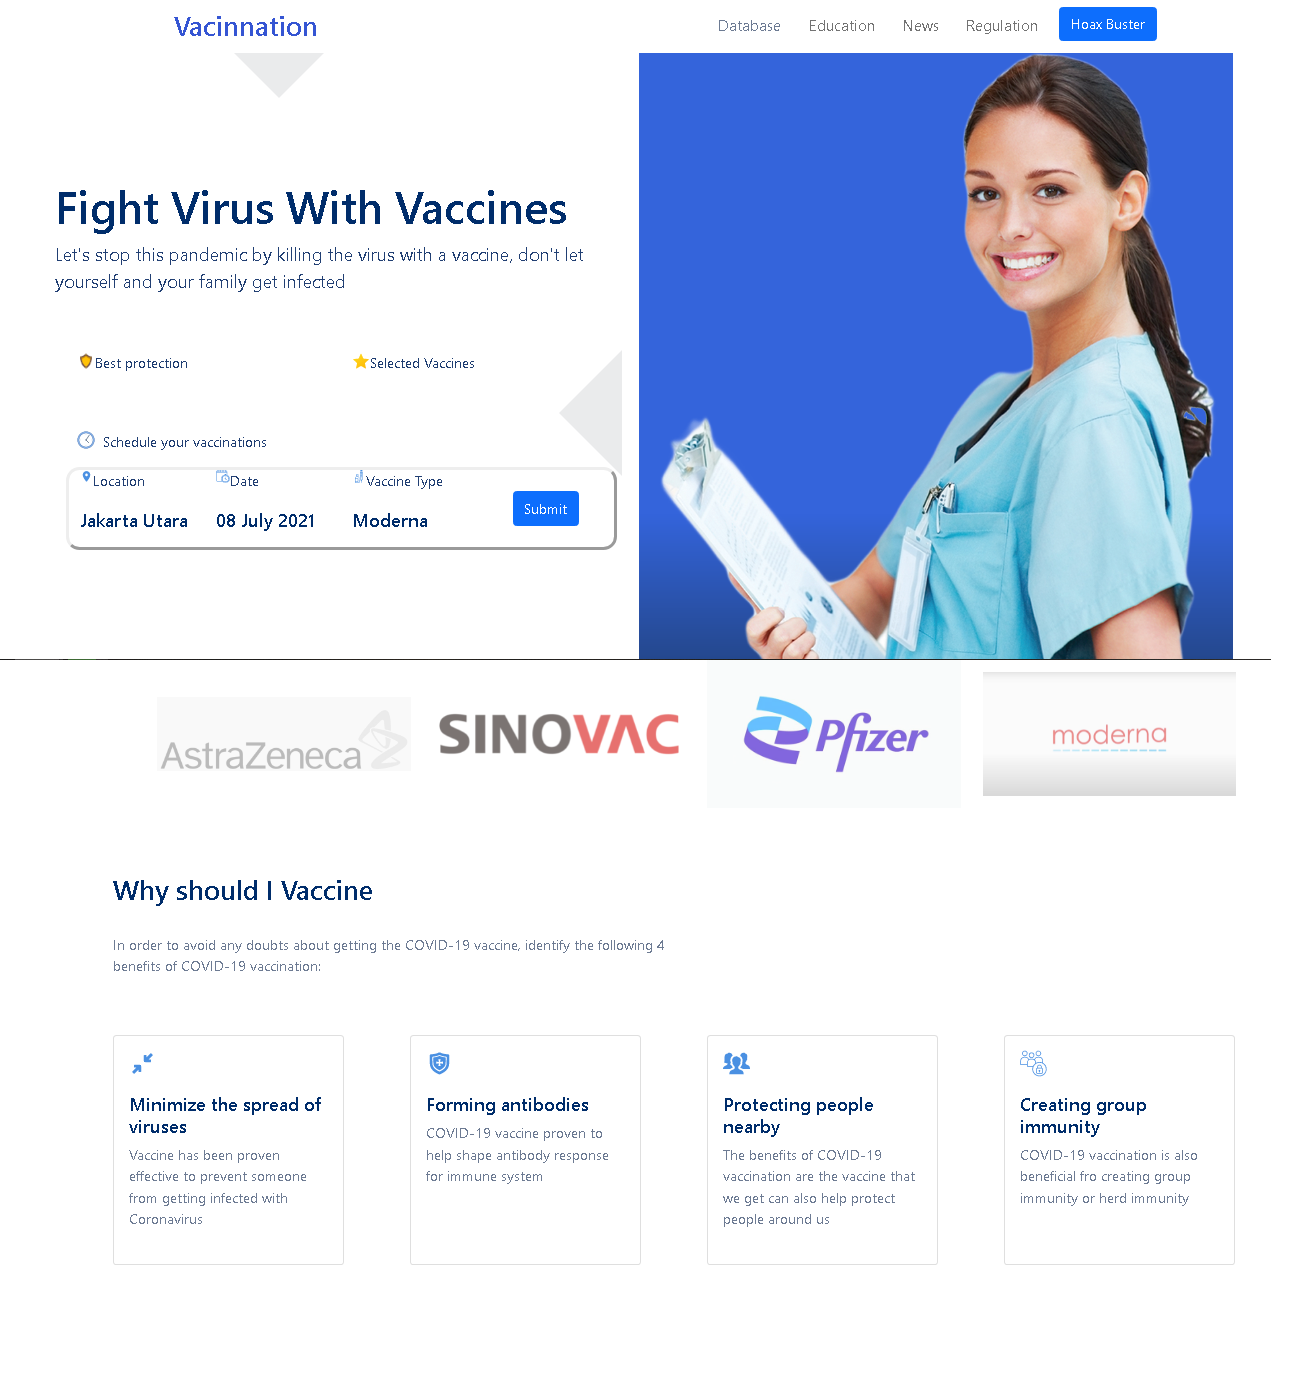 Vacinnation
Database Education News Regulation Hoax Buster
Fight Virus With Vaccines
Let's stop this pandemic by killing the virus with a vaccine, don't let
yourself and your family get infected
Best protection Selected Vaccines
Schedule your vaccinations
Location Date Vaccine Type
Jakarta Utara 08 July 2021 Moderna Submit
AstraZeneca SINOVAC Pfizer moderna
Why should I Vaccine
In order to avoid any doubts about getting the COVID-19 vaccine, identify the following 4
benefits of COVID-19 vaccination:
Minimize the spread of
viruses
Vaccine has been proven
effective to prevent someone
from getting infected with
Coronavirus
Forming antibodies
COVID-19 vaccine proven to
help shape antibody response
for immune system
Protecting people
nearby
The benefits of COVID-19
vaccination are the vaccine that
we get can also help protect
people around us
Creating group
immunity
COVID-19 vaccination is also
beneficial fro creating group
immunity or herd immunity